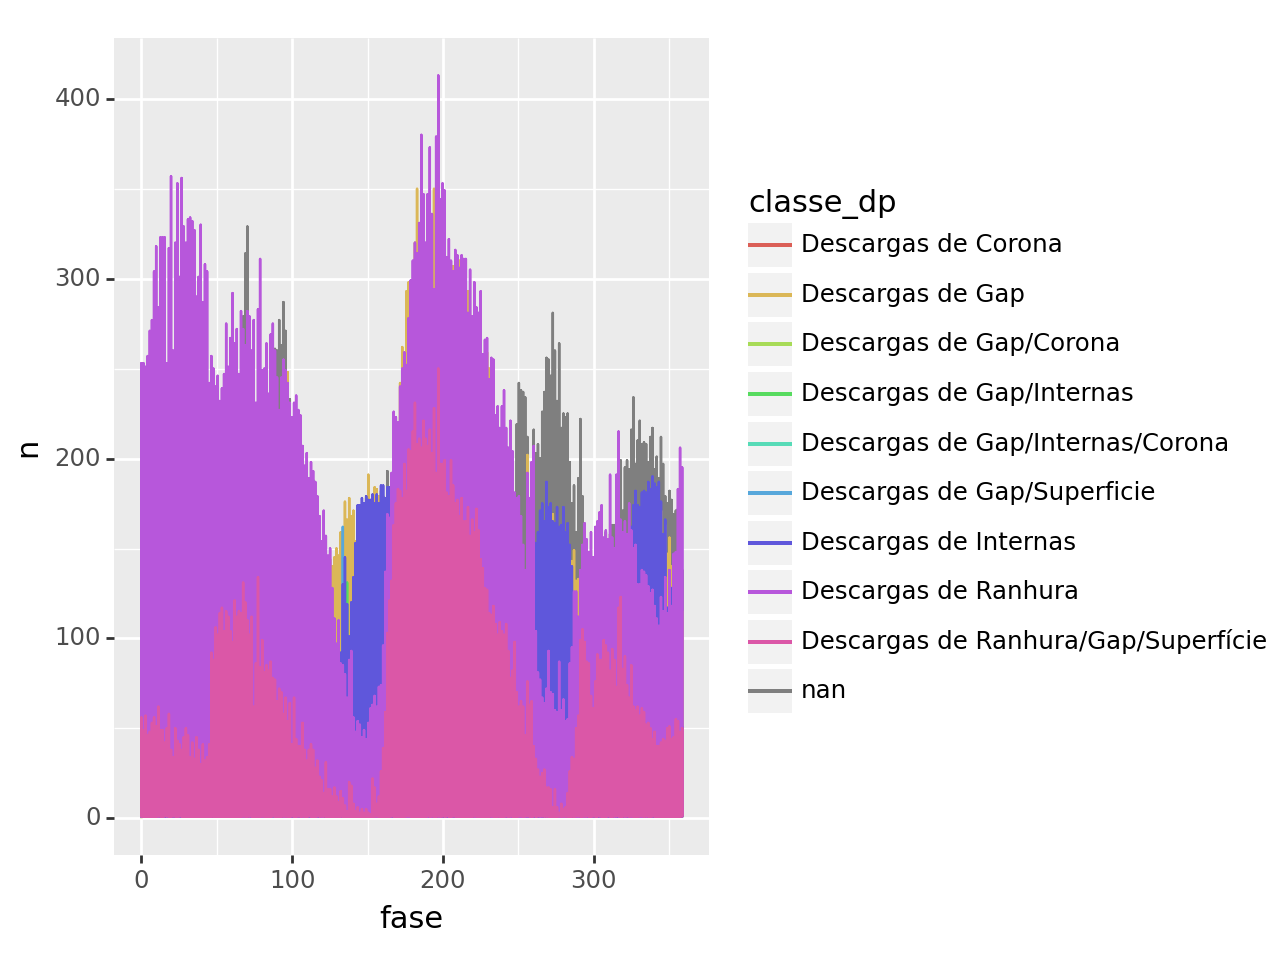 400
300
200
100
0
n
0 100 200 300
fase
classe_dp
Descargas de Corona
Descargas de Gap
Descargas de Gap/Corona
Descargas de Gap/Internas
Descargas de Gap/Internas/Corona
Descargas de Gap/Superficie
Descargas de Internas
Descargas de Ranhura
Descargas de Ranhura/Gap/Superfície
nan